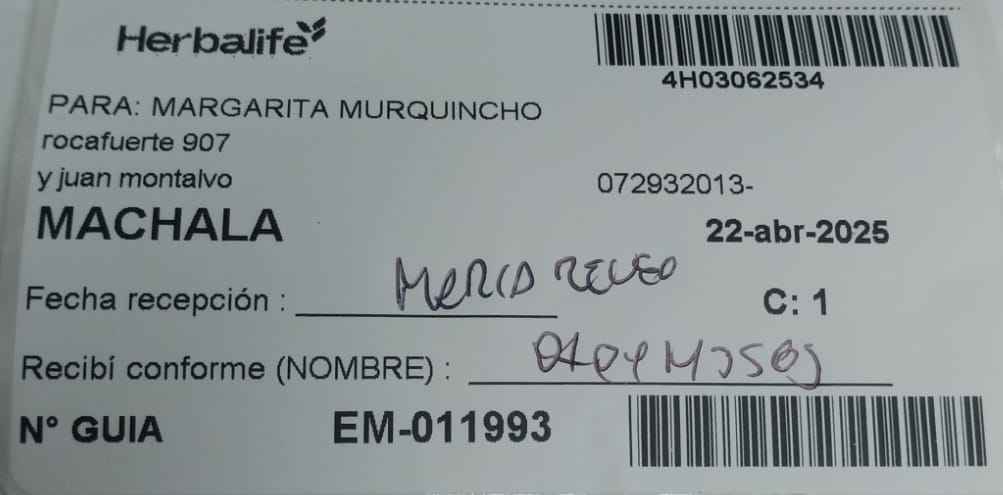 Herbalife
4H03062534
PARA: MARGARITA MURQUINCHO
rocafuerte 907
y juan montalvo
072932013-
MACHALA
22-abr-2025
Fecha recepción :
C: 1
Recibí conforme (NOMBRE) :
N° GUIA EM-011993